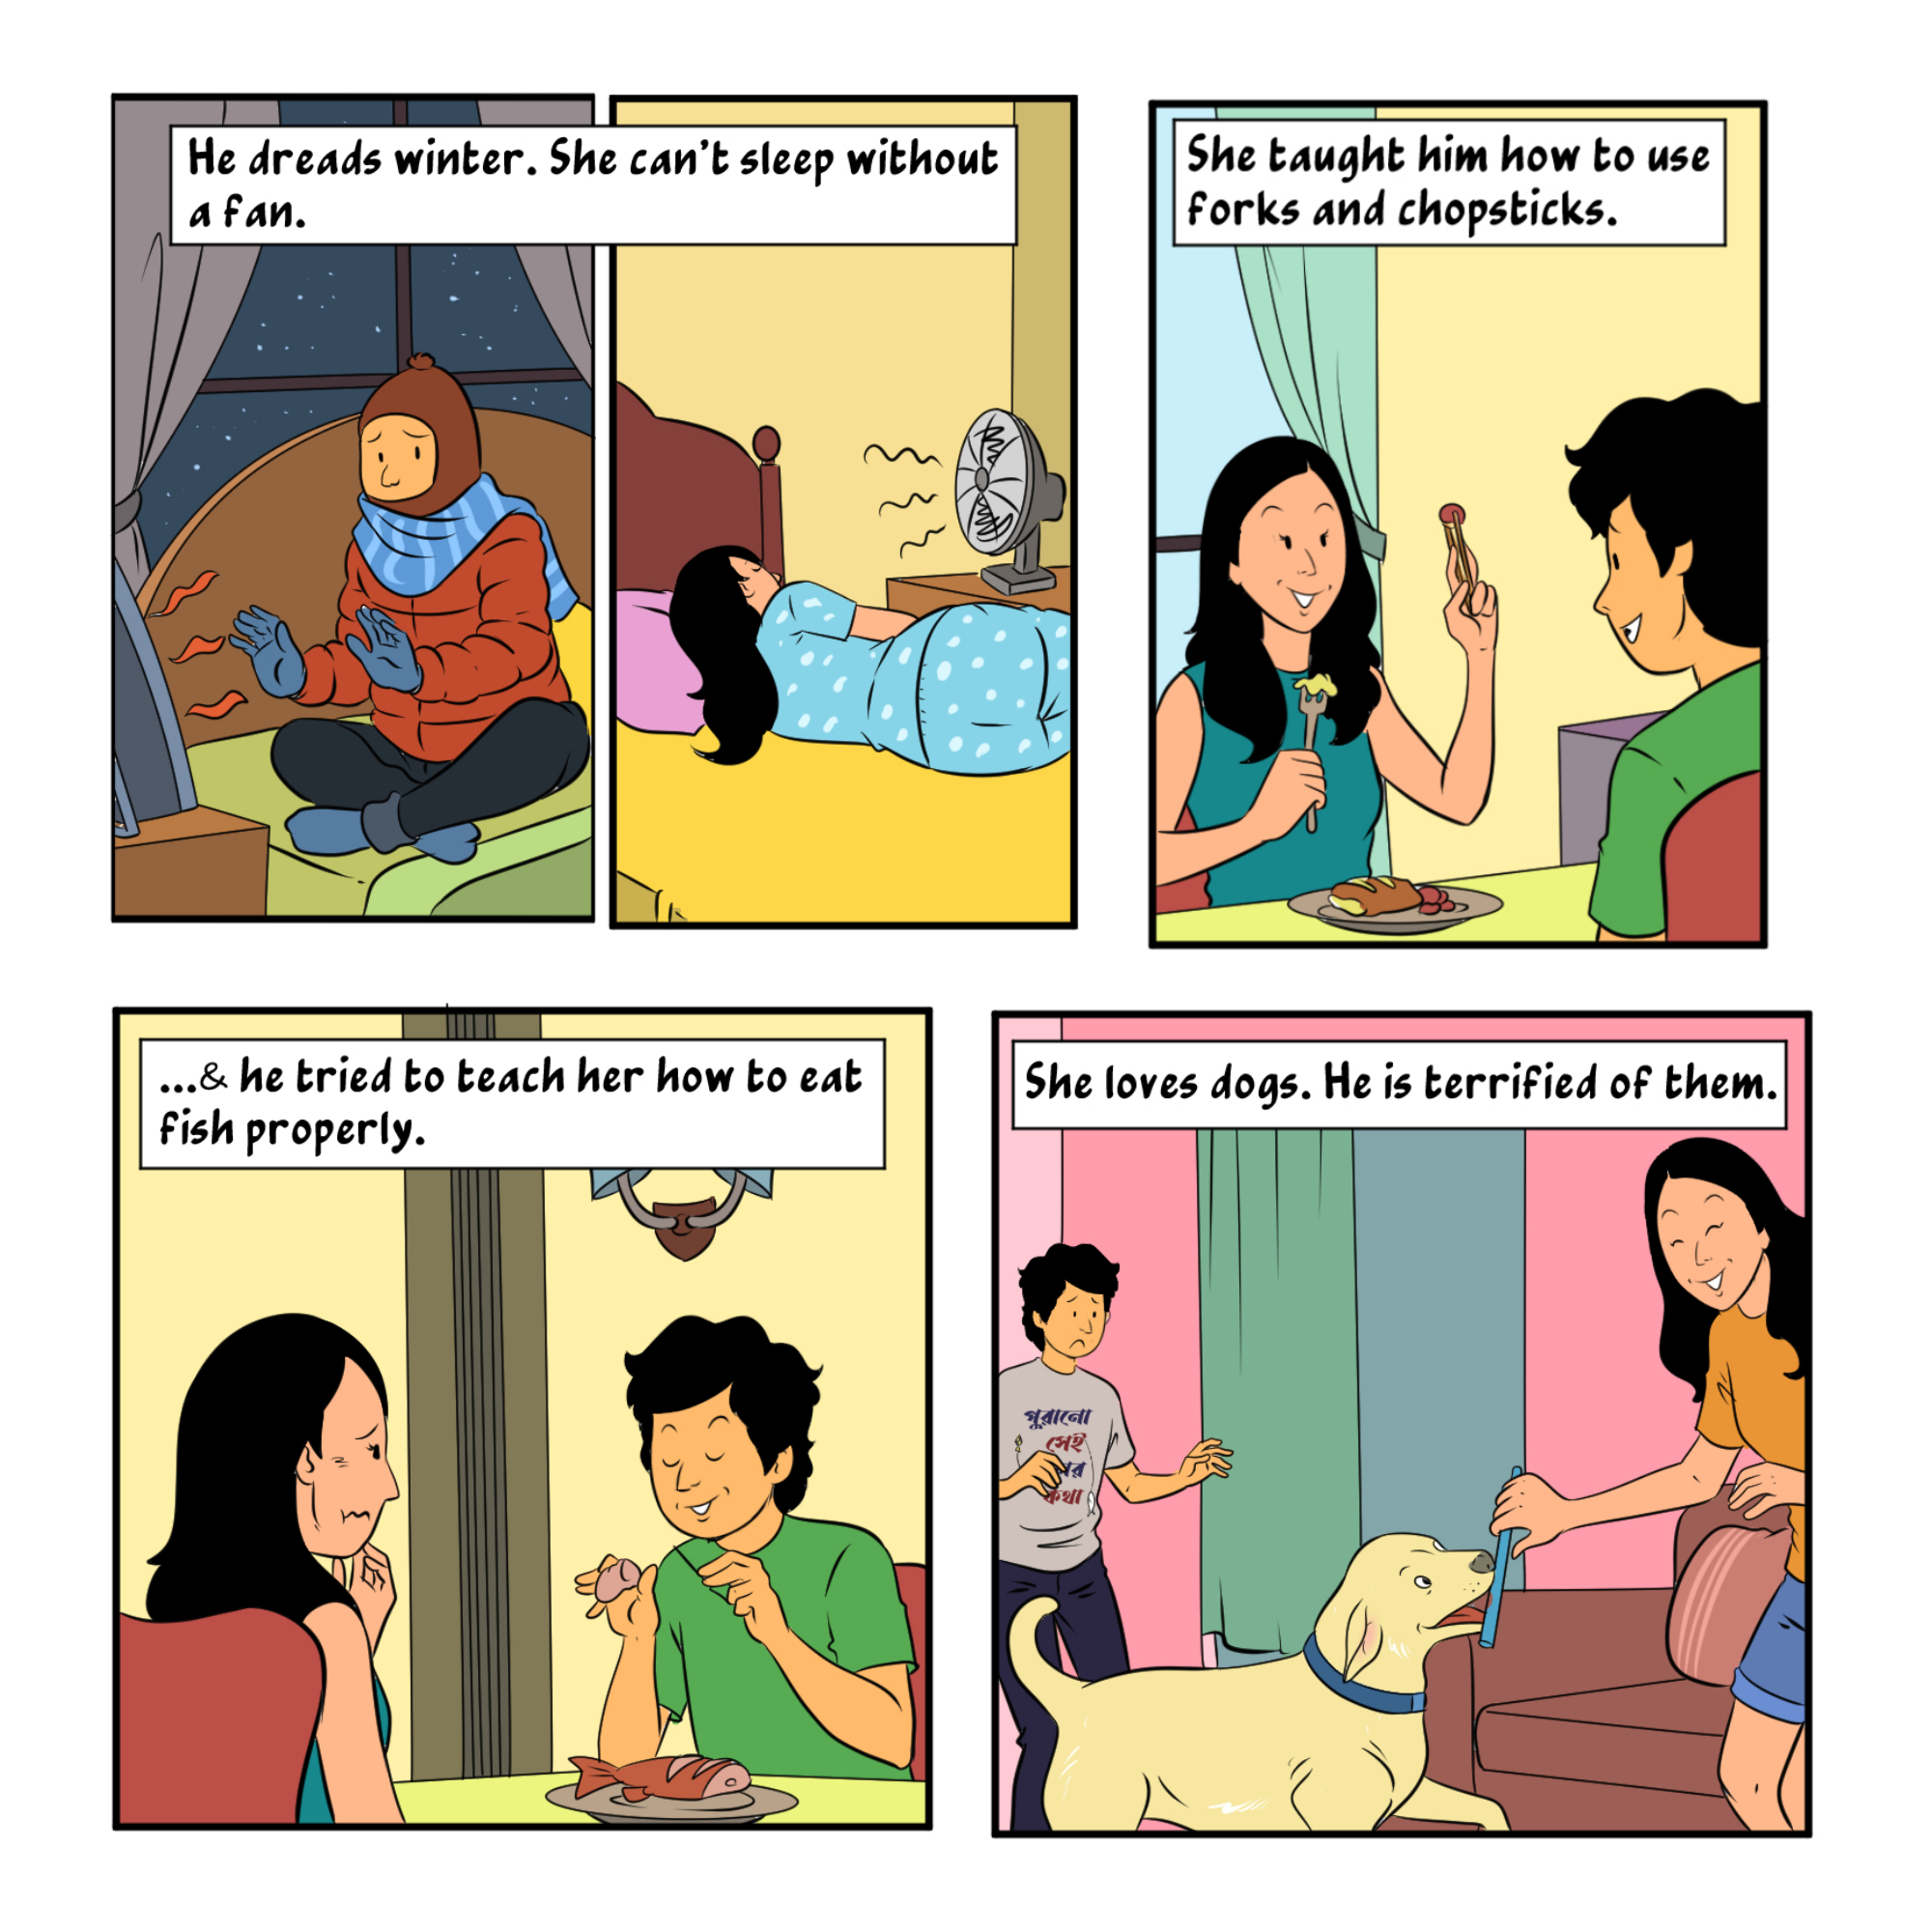 He dreads winter. She can't sleep without
a fan.
She taught him how to use
forks and chopsticks.
...& he tried to teach her how to eat
fish properly.
She loves dogs. He is terrified of them.
পুরানো
সেই
কথা